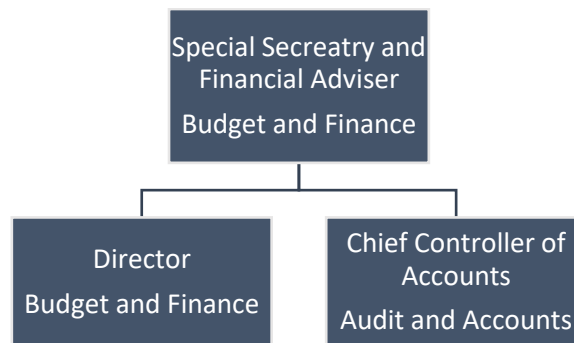 Special Secreatry and
Financial Adviser
Budget and Finance
Director
Budget and Finance
Chief Controller of
Accounts
Audit and Accounts